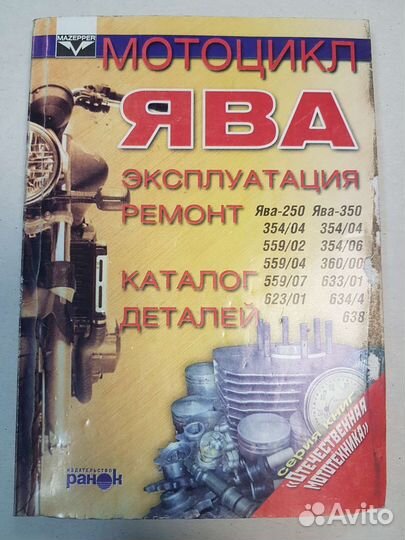 MAZEPPER
МОТОЦИКЛ
ЯВА
ЭКСПЛУАТАЦИЯ
РЕМОНТ
Ява-250 Ява-350
354/04 354/04
559/02 354/06
559/04 360/00
559/07 633/01
623/01 634/4
638
КАТАЛОГ
ДЕТАЛЕЙ
серия книг
«ОТЕЧЕСТВЕННАЯ
МОТОТЕХНИКА»
ИЗДАТЕЛЬСТВО
РАНОК
Avito